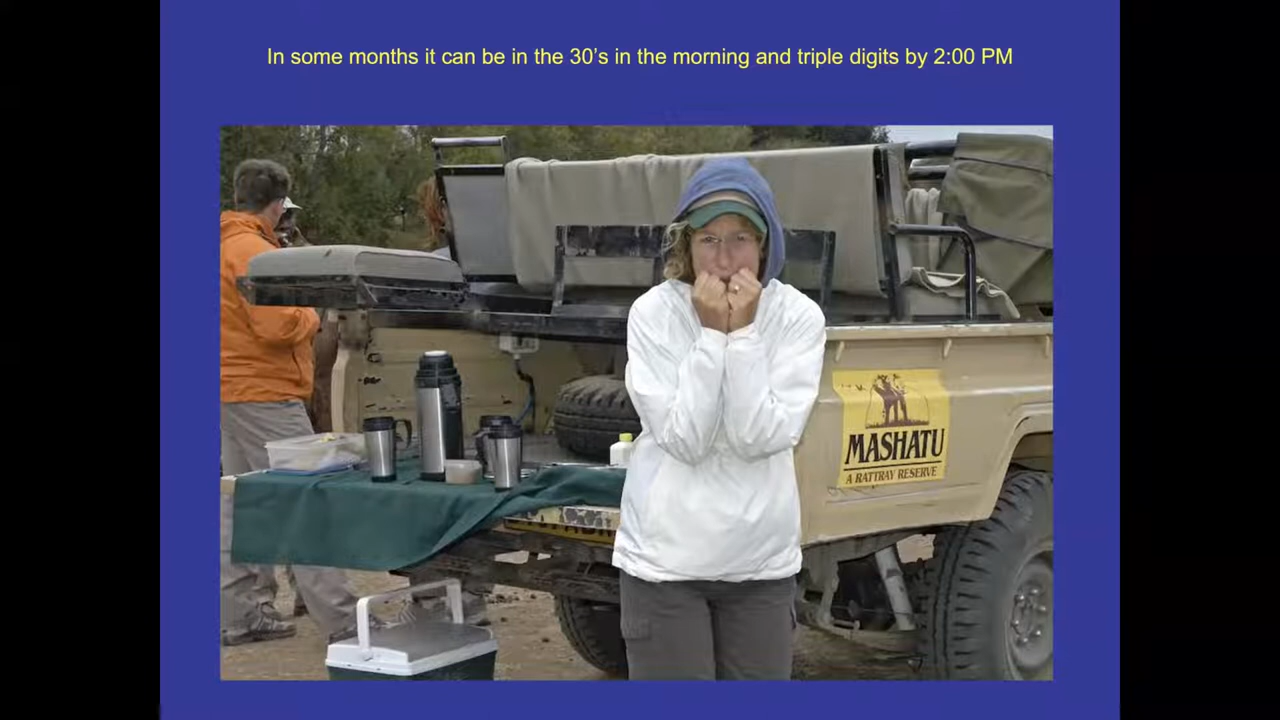 In some months it can be in the 30’s in the morning and triple digits by 2:00 PM
MASHATU
A RATTRAY RESERVE